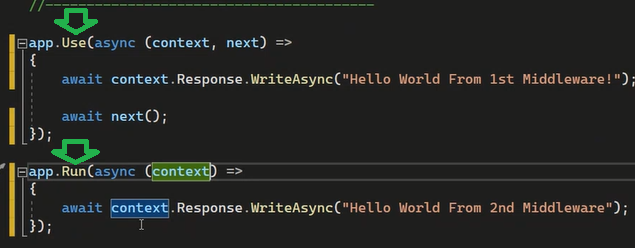 //----------------------------------------
app.Use(async (context, next) =>
{
await context.Response.WriteAsync("Hello World From 1st Middleware!");
await next();
});
app.Run(async (context) =>
{
await context.Response.WriteAsync("Hello World From 2nd Middleware");
});